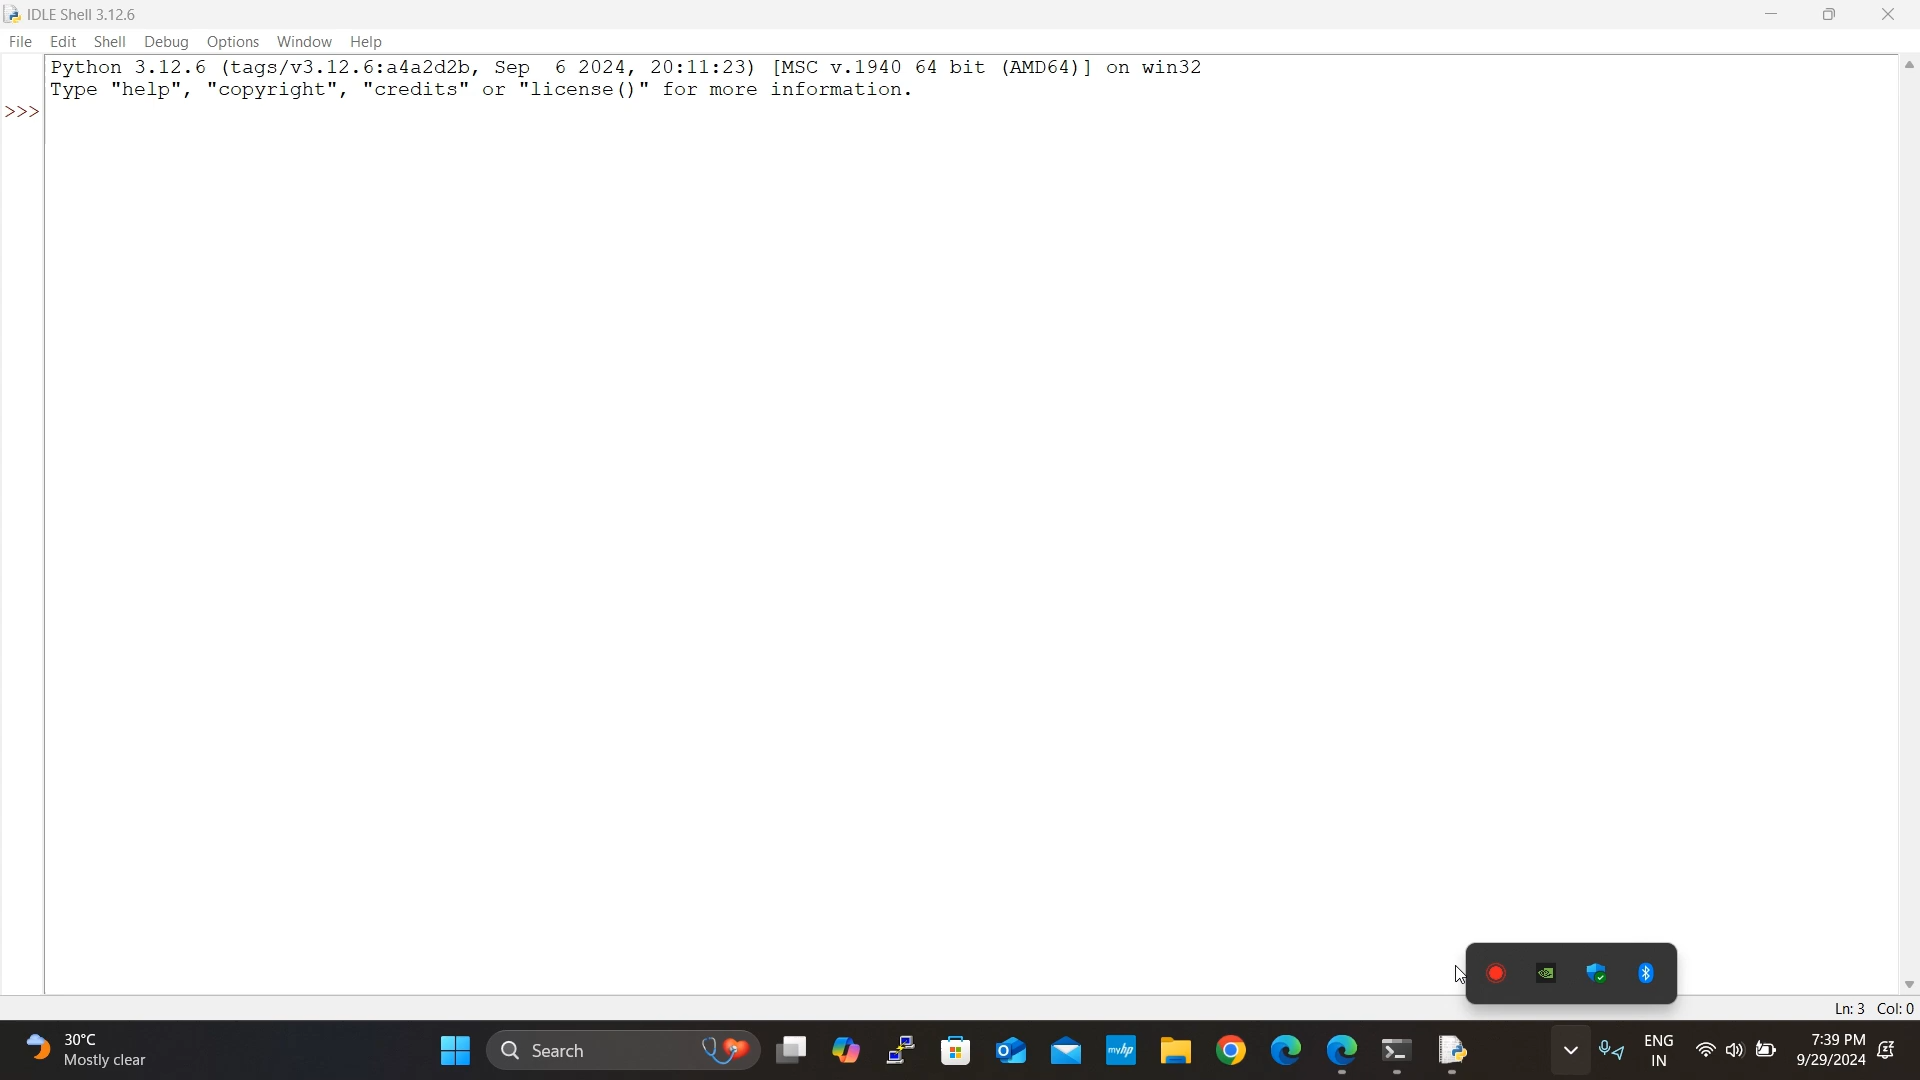 IDLE Shell 3.12.6
File Edit Shell Debug Options Window Help
Python 3.12.6 (tags/v3.12.6:a4a2d2b, Sep  6 2024, 20:11:23) [MSC v.1940 64 bit (AMD64)] on win32
Type "help", "copyright", "credits" or "license()" for more information.
>>>
Ln: 3 Col: 0
30°C
Mostly clear
Search
myhp
ENG
IN
7:39 PM
9/29/2024